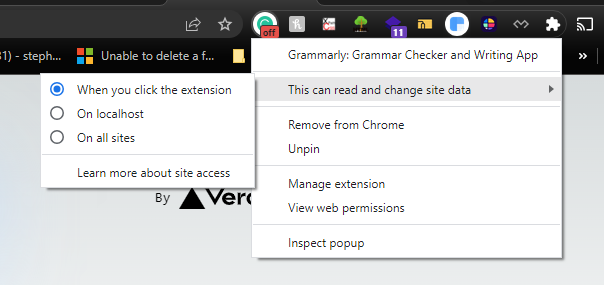 off
11
31) - steph...
Unable to delete a f...
»
Grammarly: Grammar Checker and Writing App
This can read and change site data
Remove from Chrome
Unpin
Manage extension
View web permissions
Inspect popup
When you click the extension
On localhost
On all sites
Learn more about site access
By